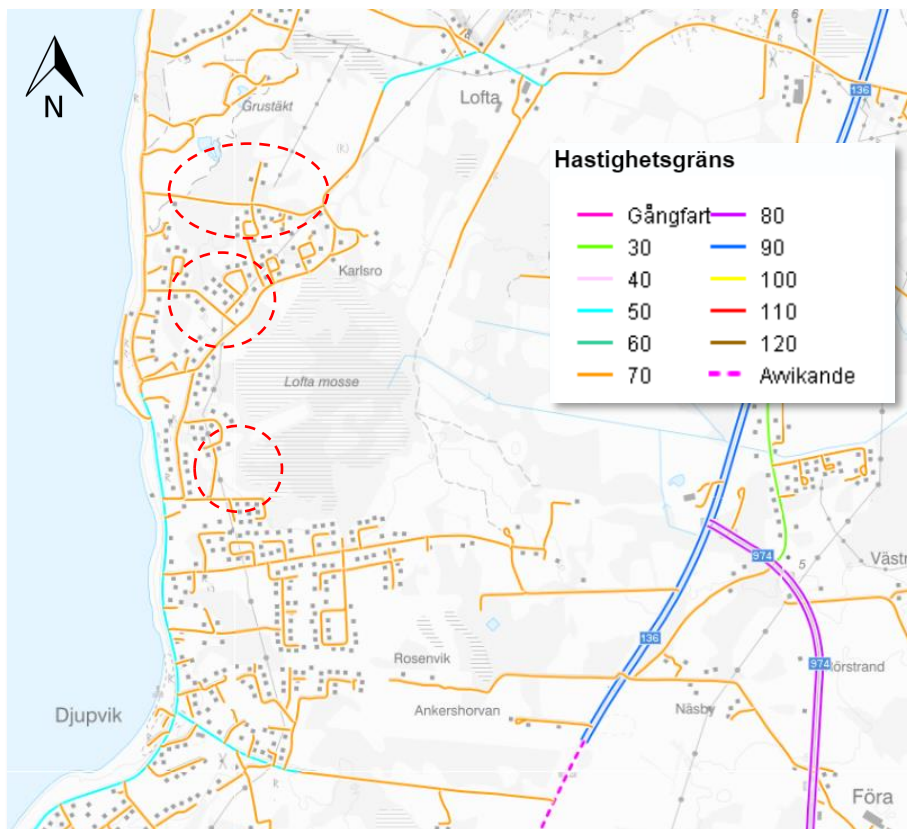 N
6
Grustäkt
Lofta
136
(K)
Hastighetsgräns
Gångfart
80
30
90
40
100
50
110
60
120
70
Avvikande
Karlsro
Lofta mosse
974
5
Västr
136
Rosenvik
974
Ankershorvan
Näsby
Djupvik
Föra